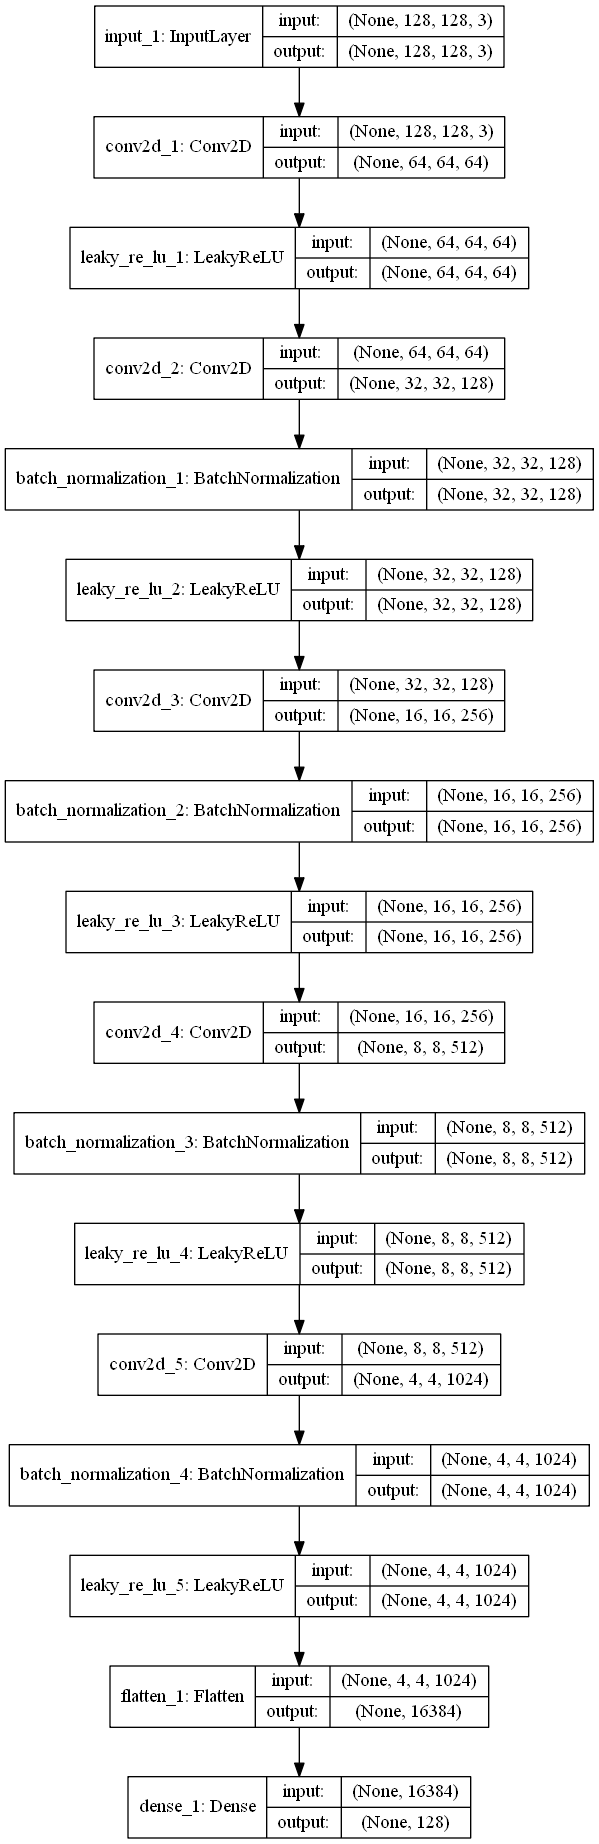 input_1: InputLayer
input: (None, 128, 128, 3)
output: (None, 128, 128, 3)
conv2d_1: Conv2D
input: (None, 128, 128, 3)
output: (None, 64, 64, 64)
leaky_re_lu_1: LeakyReLU
input: (None, 64, 64, 64)
output: (None, 64, 64, 64)
conv2d_2: Conv2D
input: (None, 64, 64, 64)
output: (None, 32, 32, 128)
batch_normalization_1: BatchNormalization
input: (None, 32, 32, 128)
output: (None, 32, 32, 128)
leaky_re_lu_2: LeakyReLU
input: (None, 32, 32, 128)
output: (None, 32, 32, 128)
conv2d_3: Conv2D
input: (None, 32, 32, 128)
output: (None, 16, 16, 256)
batch_normalization_2: BatchNormalization
input: (None, 16, 16, 256)
output: (None, 16, 16, 256)
leaky_re_lu_3: LeakyReLU
input: (None, 16, 16, 256)
output: (None, 16, 16, 256)
conv2d_4: Conv2D
input: (None, 16, 16, 256)
output: (None, 8, 8, 512)
batch_normalization_3: BatchNormalization
input: (None, 8, 8, 512)
output: (None, 8, 8, 512)
leaky_re_lu_4: LeakyReLU
input: (None, 8, 8, 512)
output: (None, 8, 8, 512)
conv2d_5: Conv2D
input: (None, 8, 8, 512)
output: (None, 4, 4, 1024)
batch_normalization_4: BatchNormalization
input: (None, 4, 4, 1024)
output: (None, 4, 4, 1024)
leaky_re_lu_5: LeakyReLU
input: (None, 4, 4, 1024)
output: (None, 4, 4, 1024)
flatten_1: Flatten
input: (None, 4, 4, 1024)
output: (None, 16384)
dense_1: Dense
input: (None, 16384)
output: (None, 128)